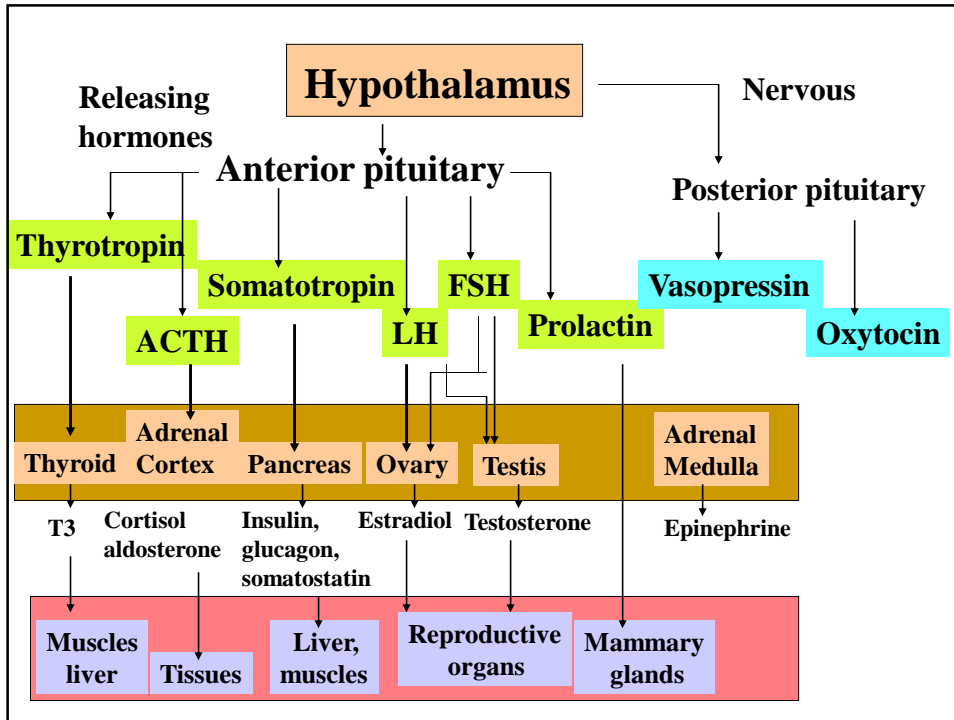 Hypothalamus
Releasing
hormones
Nervous
Anterior pituitary
Posterior pituitary
Thyrotropin
Somatotropin
FSH
Vasopressin
ACTH
LH
Prolactin
Oxytocin
Thyroid
Adrenal
Cortex
Pancreas
Ovary
Testis
Adrenal
Medulla
T3
Cortisol
aldosterone
Insulin,
glucagon,
somatostatin
Estradiol
Testosterone
Epinephrine
Muscles
liver
Tissues
Liver,
muscles
Reproductive
organs
Mammary
glands